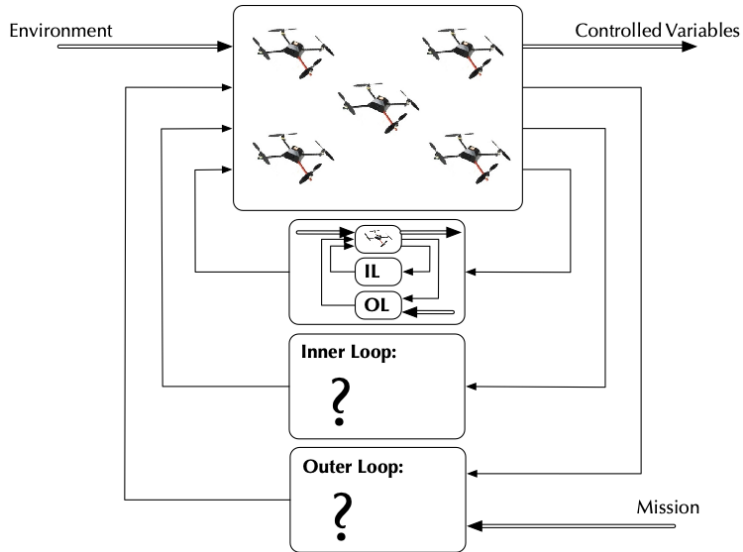 Environment
Controlled Variables
IL
OL
Inner Loop:
?
Outer Loop:
?
Mission